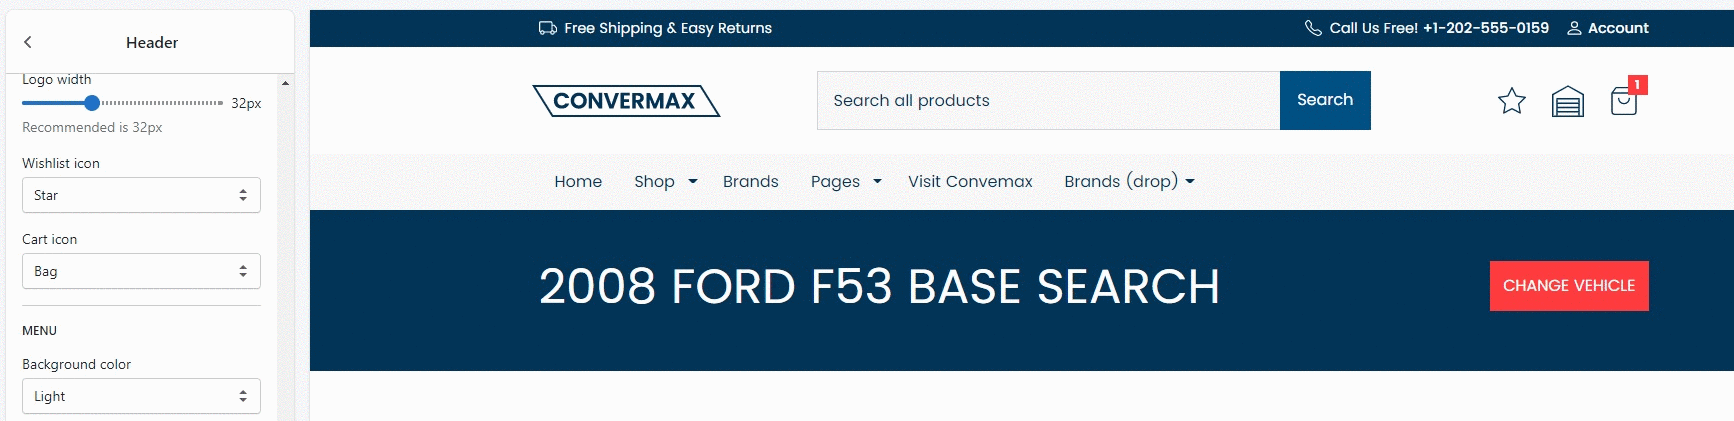 Header
Logo width
32px
Recommended is 32px
Wishlist icon
Star
Cart icon
Bag
MENU
Background color
Light
Free Shipping & Easy Returns
Call Us Free! +1-202-555-0159 Account
CONVERMAX
Search all products Search
1
Home Shop Brands Pages Visit Convemax Brands (drop)
2008 FORD F53 BASE SEARCH
CHANGE VEHICLE